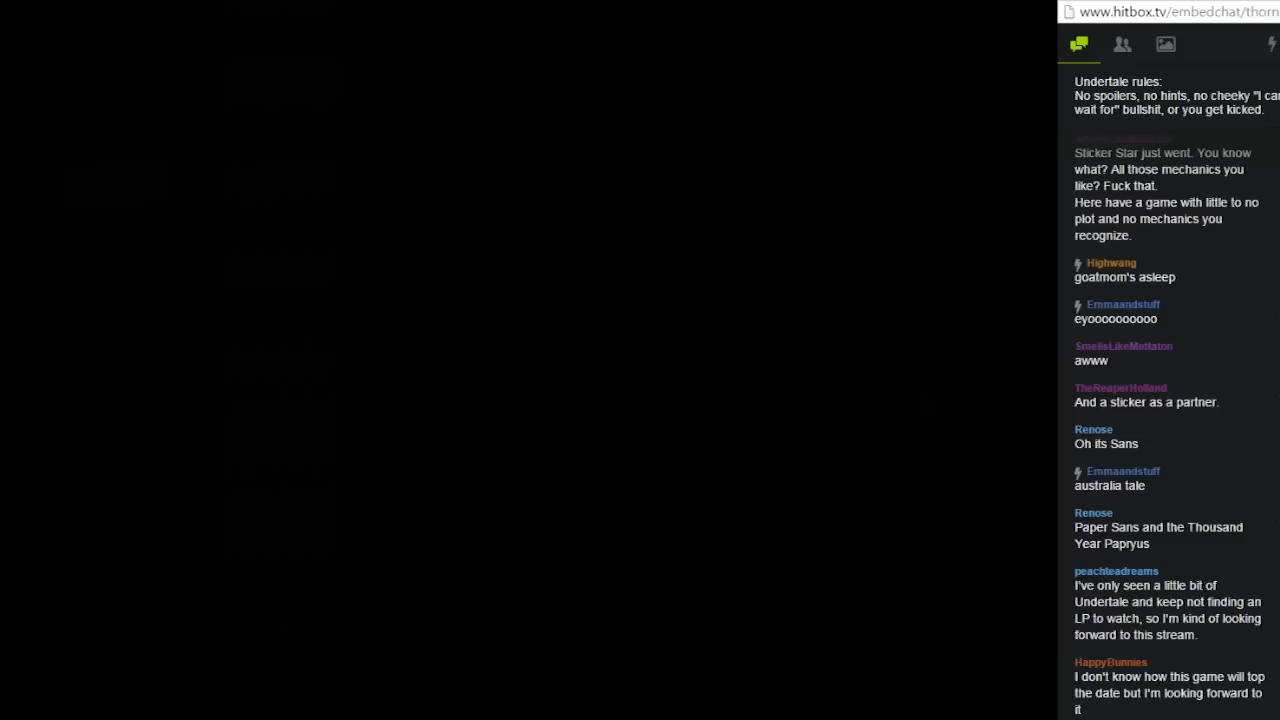 www.hitbox.tv/embedchat/thorn
Undertale rules:
No spoilers, no hints, no cheeky "I can
wait for" bullshit, or you get kicked.
Sticker Star just went. You know
what? All those mechanics you
like? Fuck that.
Here have a game with little to no
plot and no mechanics you
recognize.
Highwang
goatmom's asleep
Emmaandstuff
eyoooooooooo
SmellsLikeMettaton
awww
TheReaperHolland
And a sticker as a partner.
Renose
Oh its Sans
Emmaandstuff
australia tale
Renose
Paper Sans and the Thousand
Year Papryus
peachteadreams
I've only seen a little bit of
Undertale and keep not finding an
LP to watch, so I'm kind of looking
forward to this stream.
HappyBunnies
I don't know how this game will top
the date but I'm looking forward to
it